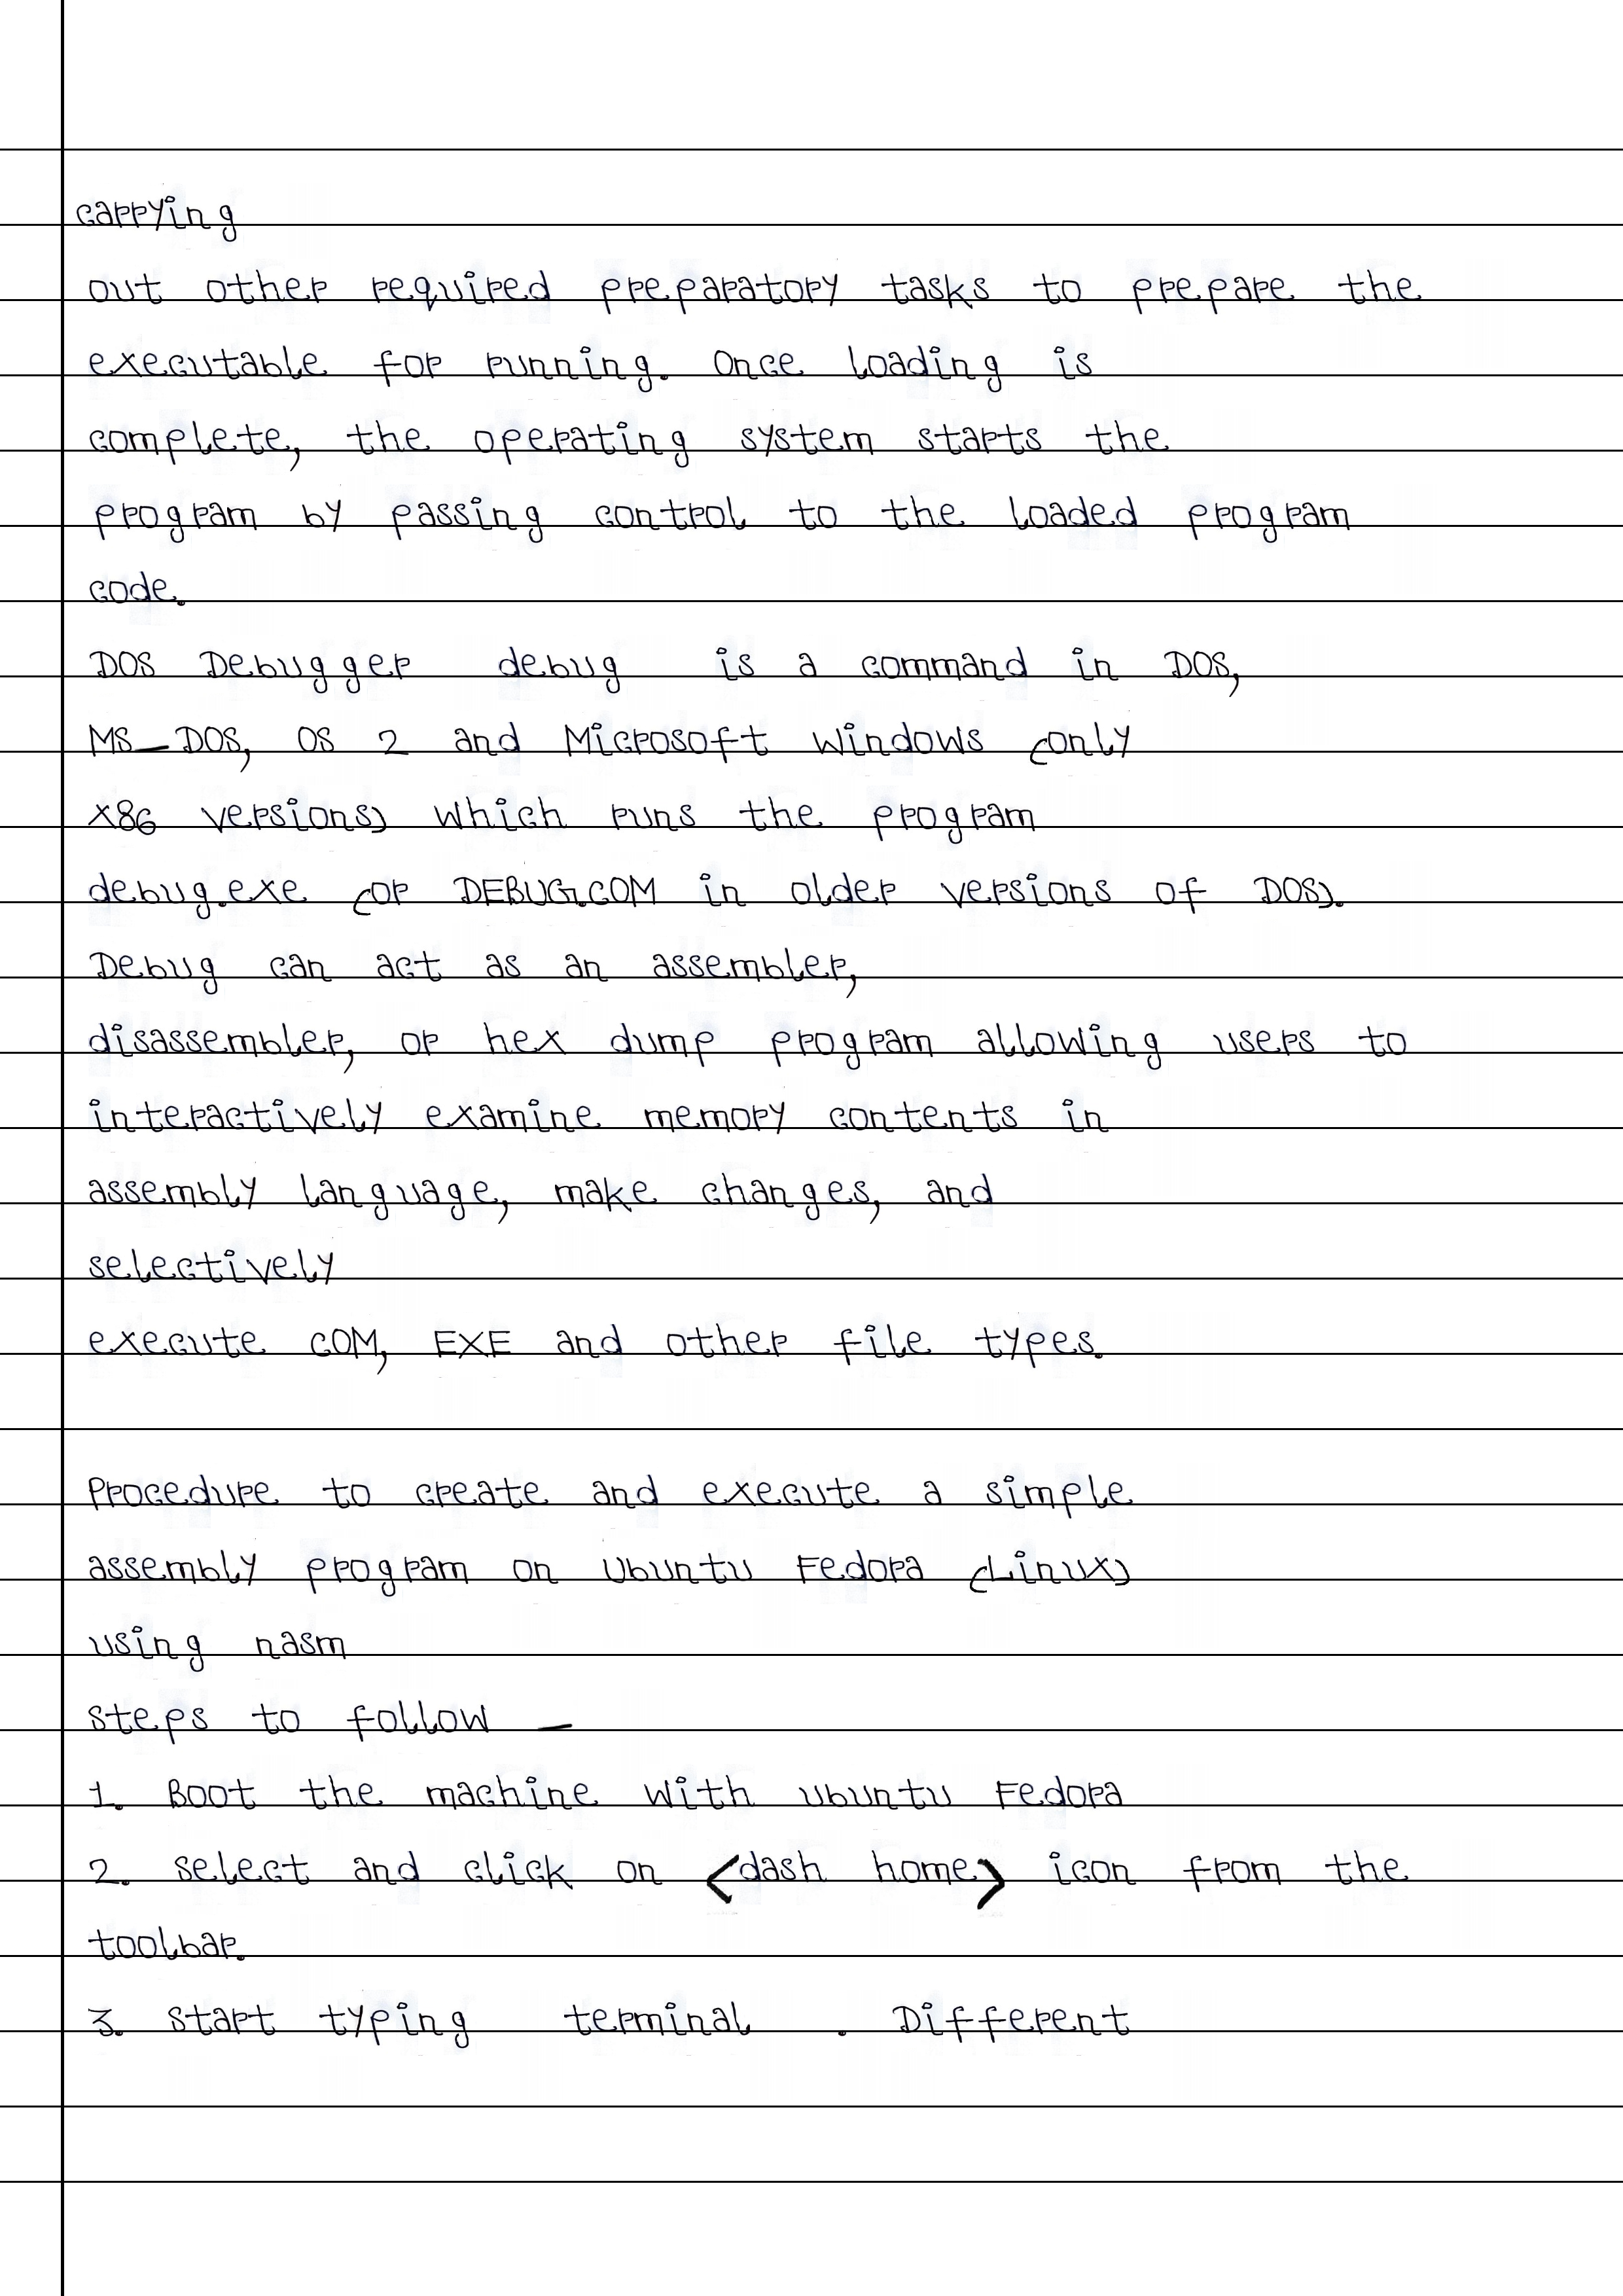 carrying
out other required preparatory tasks to prepare the
executable for running. Once loading is
complete, the operating system starts the
program by passing control to the loaded program
code.
DOS Debugger debug is a command in DOS,
MS-DOS, OS 2 and Microsoft Windows (only
x86 versions) which runs the program
debug.exe (or DEBUG.COM in older versions of DOS).
Debug can act as an assembler,
disassembler, or hex dump program allowing users to
interactively examine memory contents in
assembly language, make changes, and
selectively
execute COM, EXE and other file types.
Procedure to create and execute a simple
assembly program on Ubuntu Fedora (Linux)
using nasm
steps to follow -
1. Boot the machine with ubuntu Fedora
2. select and click on <dash home> icon from the
toolbar.
3. start typing terminal . Different